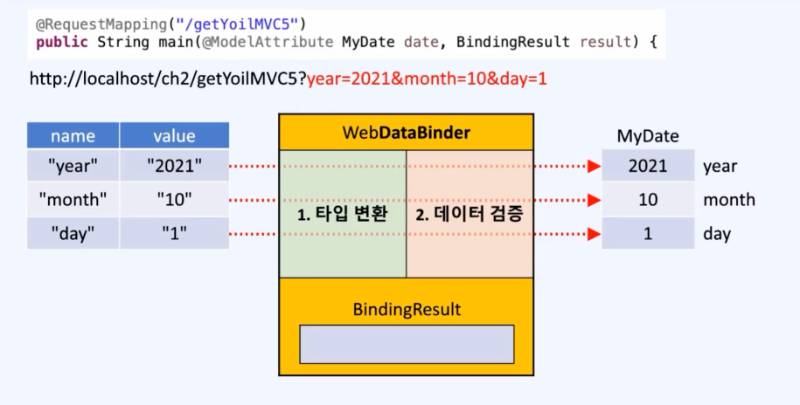 @RequestMapping("/getYoilMVC5")
public String main(@ModelAttribute MyDate date, BindingResult result) {
http://localhost/ch2/getYoilMVC5?year=2021&month=10&day=1
name value
"year" "2021"
"month" "10"
"day" "1"
WebDataBinder
1. 타입 변환 2. 데이터 검증
BindingResult
MyDate
2021 year
10 month
1 day